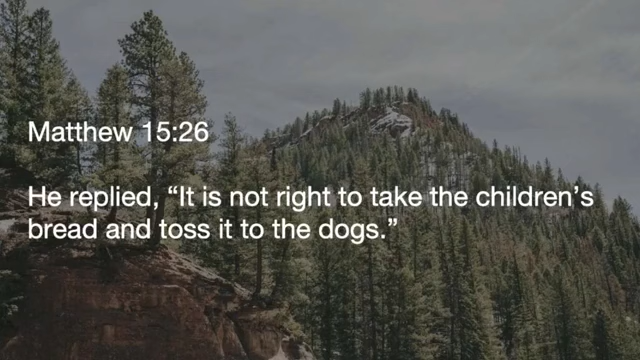 Matthew 15:26
He replied, “It is not right to take the children’s
bread and toss it to the dogs.”